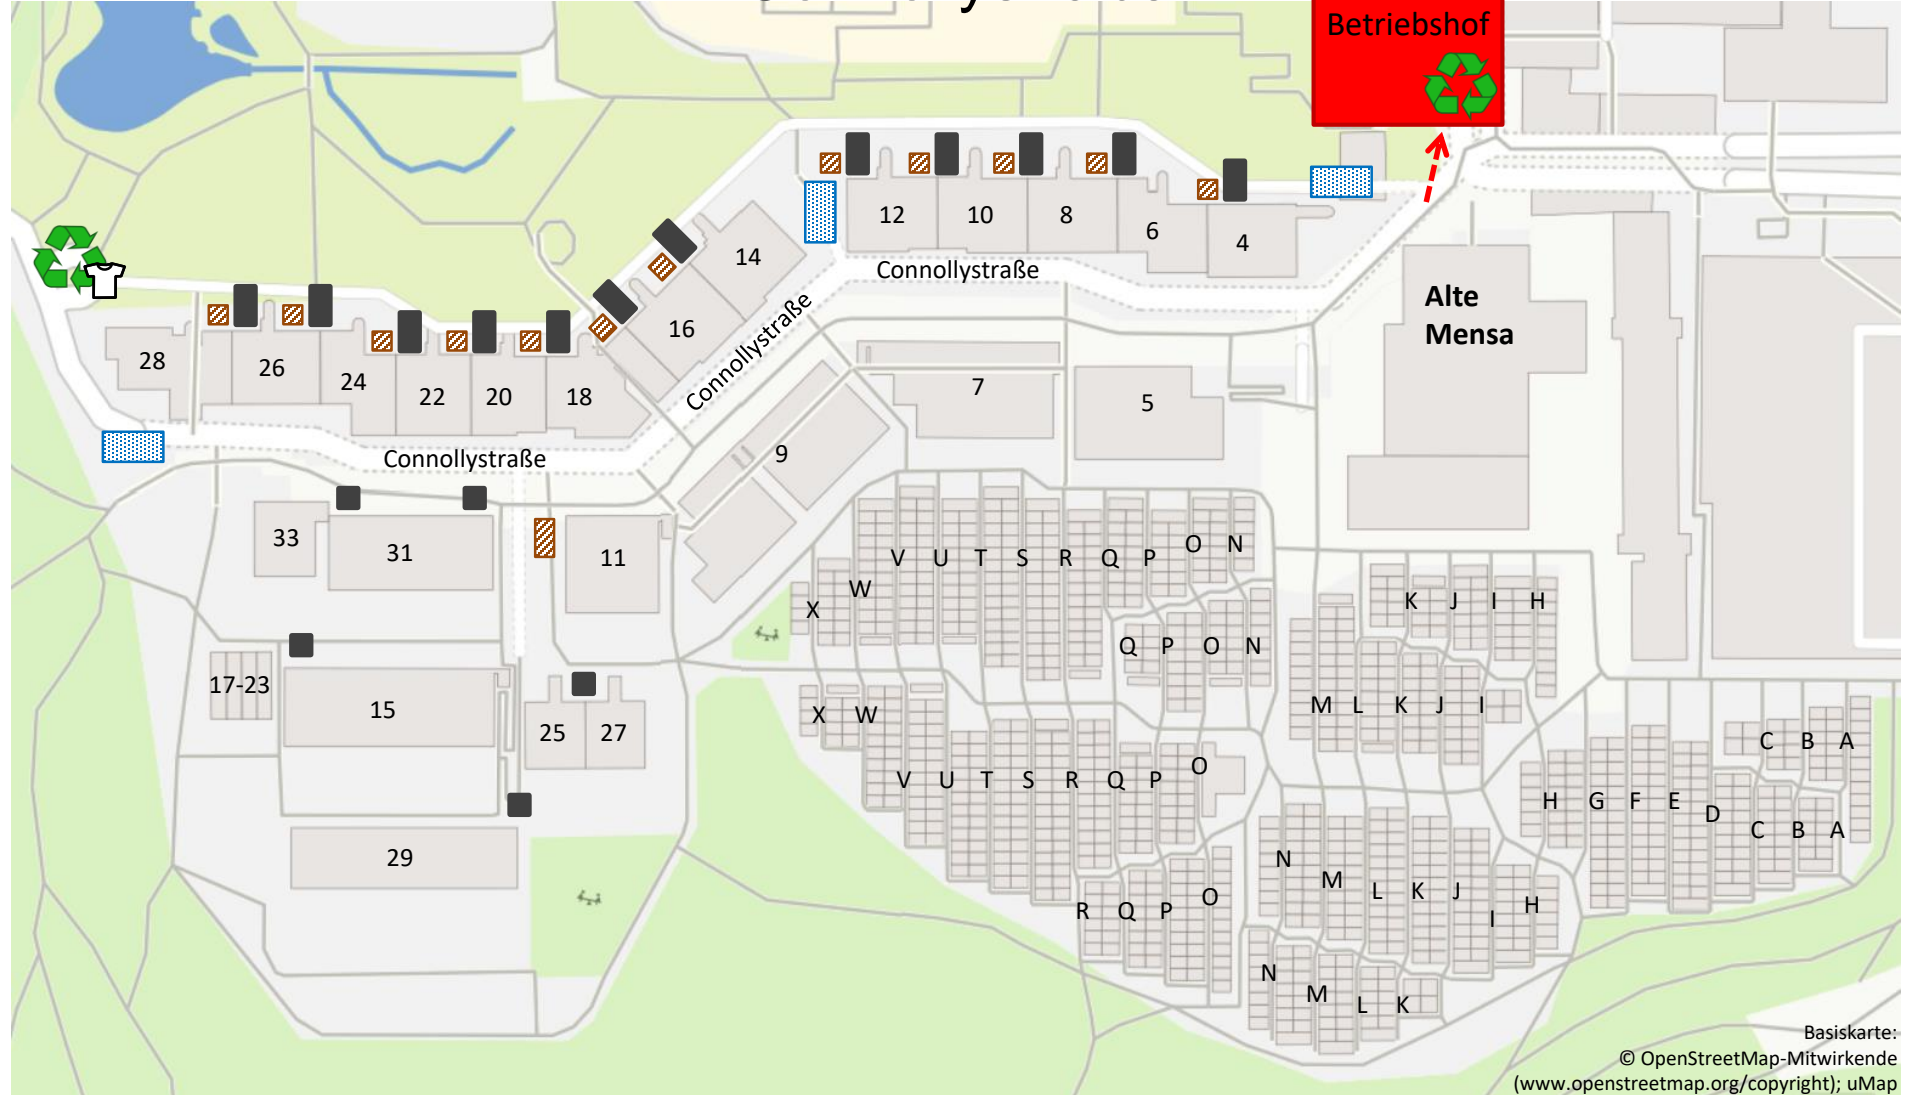 Betriebshof
12
10
8
6
4
14
16
Connollystraße
Connollystraße
Connollystraße
Alte
Mensa
28
26
24
22
20
18
7
5
9
33
31
11
17-23
15
25
27
29
V U T S R Q P O N
X W
Q P O N
K J I H
M L K J I
X W
V U T S R Q P O
C B A
H G F E D C B A
N M L K J I H
R Q P O
N M L K
Basiskarte:
© OpenStreetMap-Mitwirkende
(www.openstreetmap.org/copyright); uMap